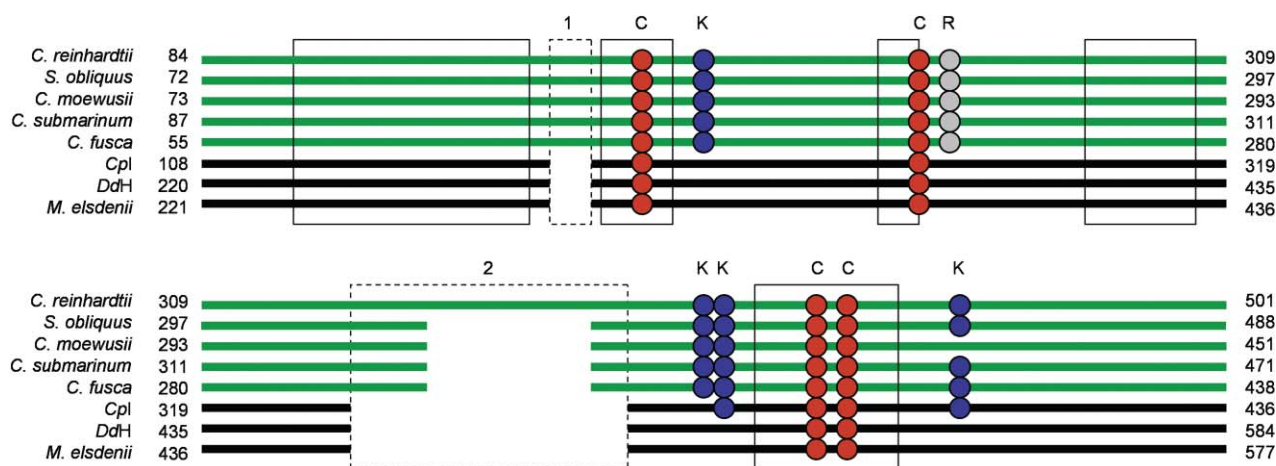 1 C K C R
C. reinhardtii 84 309
S. obliquus 72 297
C. moewusii 73 293
C. submarinum 87 311
C. fusca 55 280
CpI 108 319
DdH 220 435
M. elsdenii 221 436
2 K K C C K
C. reinhardtii 309 501
S. obliquus 297 488
C. moewusii 293 451
C. submarinum 311 471
C. fusca 280 438
CpI 319 436
DdH 435 584
M. elsdenii 436 577